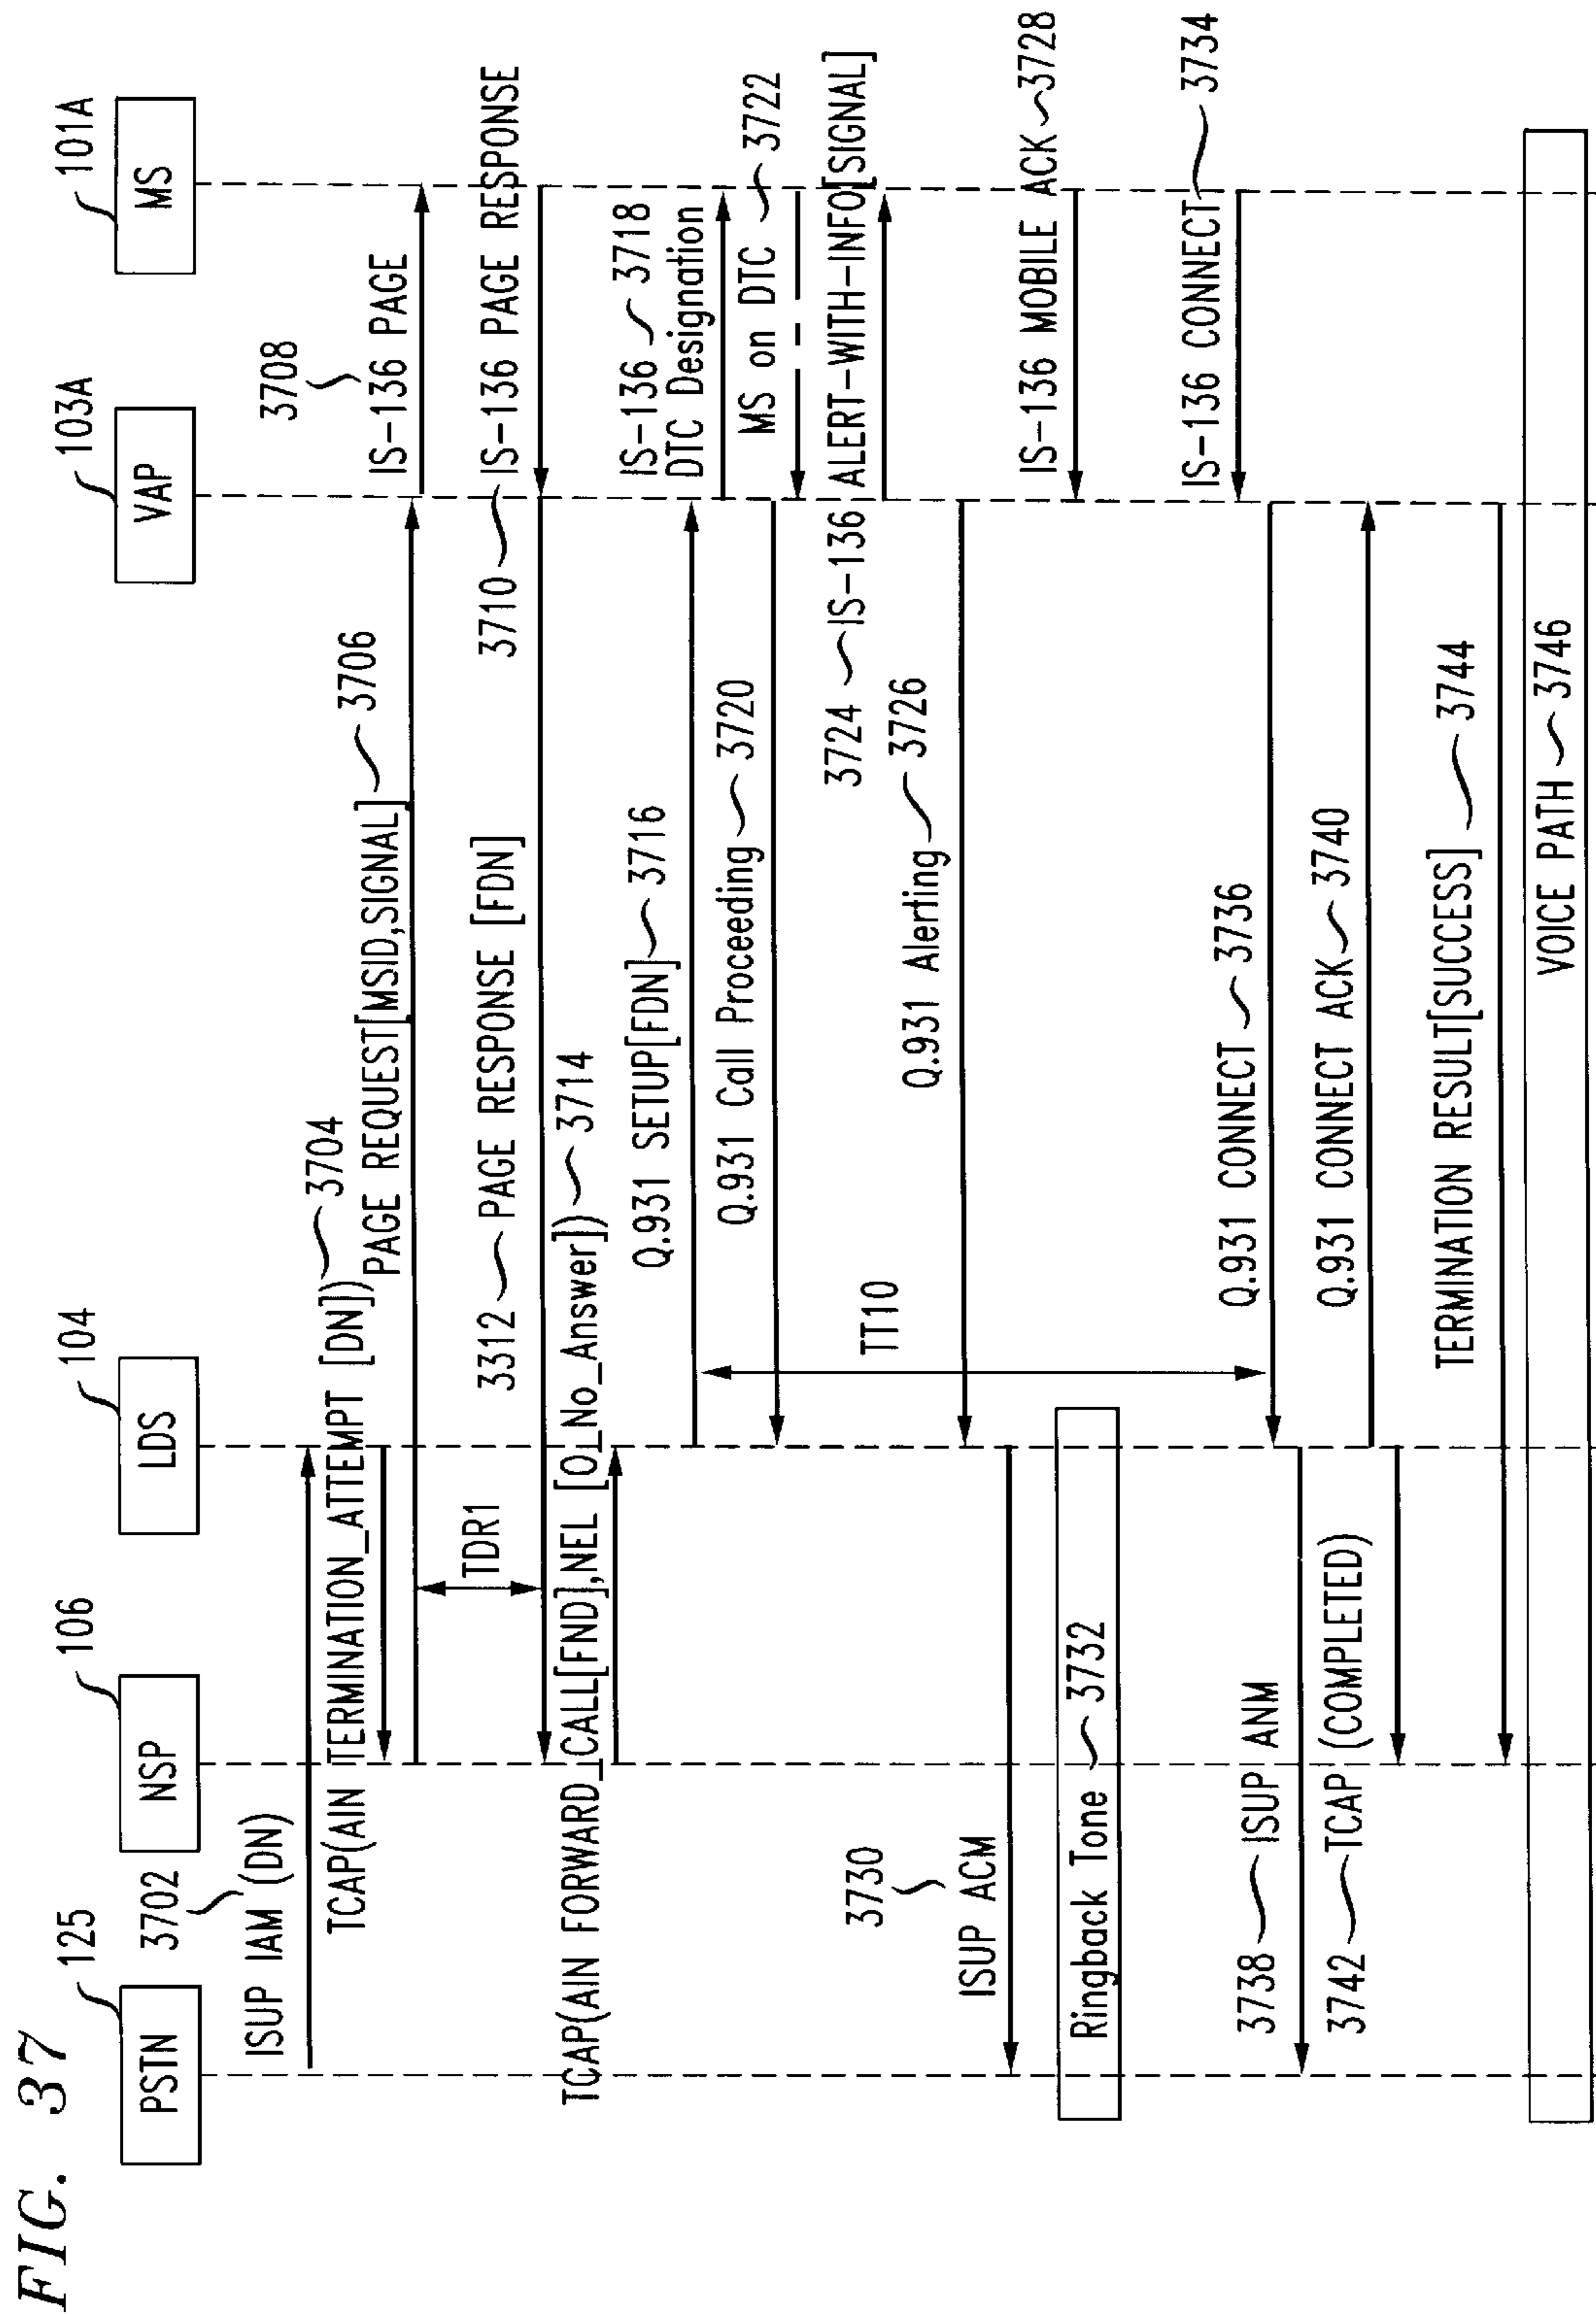 FIG. 37
125
106
104
103A
101A
PSTN
NSP
LDS
VAP
MS
3702
ISUP IAM (DN)
TCAP(AIN TERMINATION_ATTEMPT [DN]) 3704
PAGE REQUEST[MSID,SIGNAL] 3706
3708
IS-136 PAGE
TDR1
3312 PAGE RESPONSE [FDN]
3710 IS-136 PAGE RESPONSE
TCAP(AIN FORWARD_CALL[FND],NEL [O_No_Answer]) 3714
Q.931 SETUP[FDN] 3716
IS-136 3718
DTC Designation
Q.931 Call Proceeding 3720
MS on DTC 3722
3724 IS-136 ALERT-WITH-INFO[SIGNAL]
TT10
Q.931 Alerting 3726
3730
ISUP ACM
IS-136 MOBILE ACK 3728
Ringback Tone 3732
IS-136 CONNECT 3734
Q.931 CONNECT 3736
3738 ISUP ANM
Q.931 CONNECT ACK 3740
3742 TCAP (COMPLETED)
TERMINATION RESULT[SUCCESS] 3744
VOICE PATH 3746